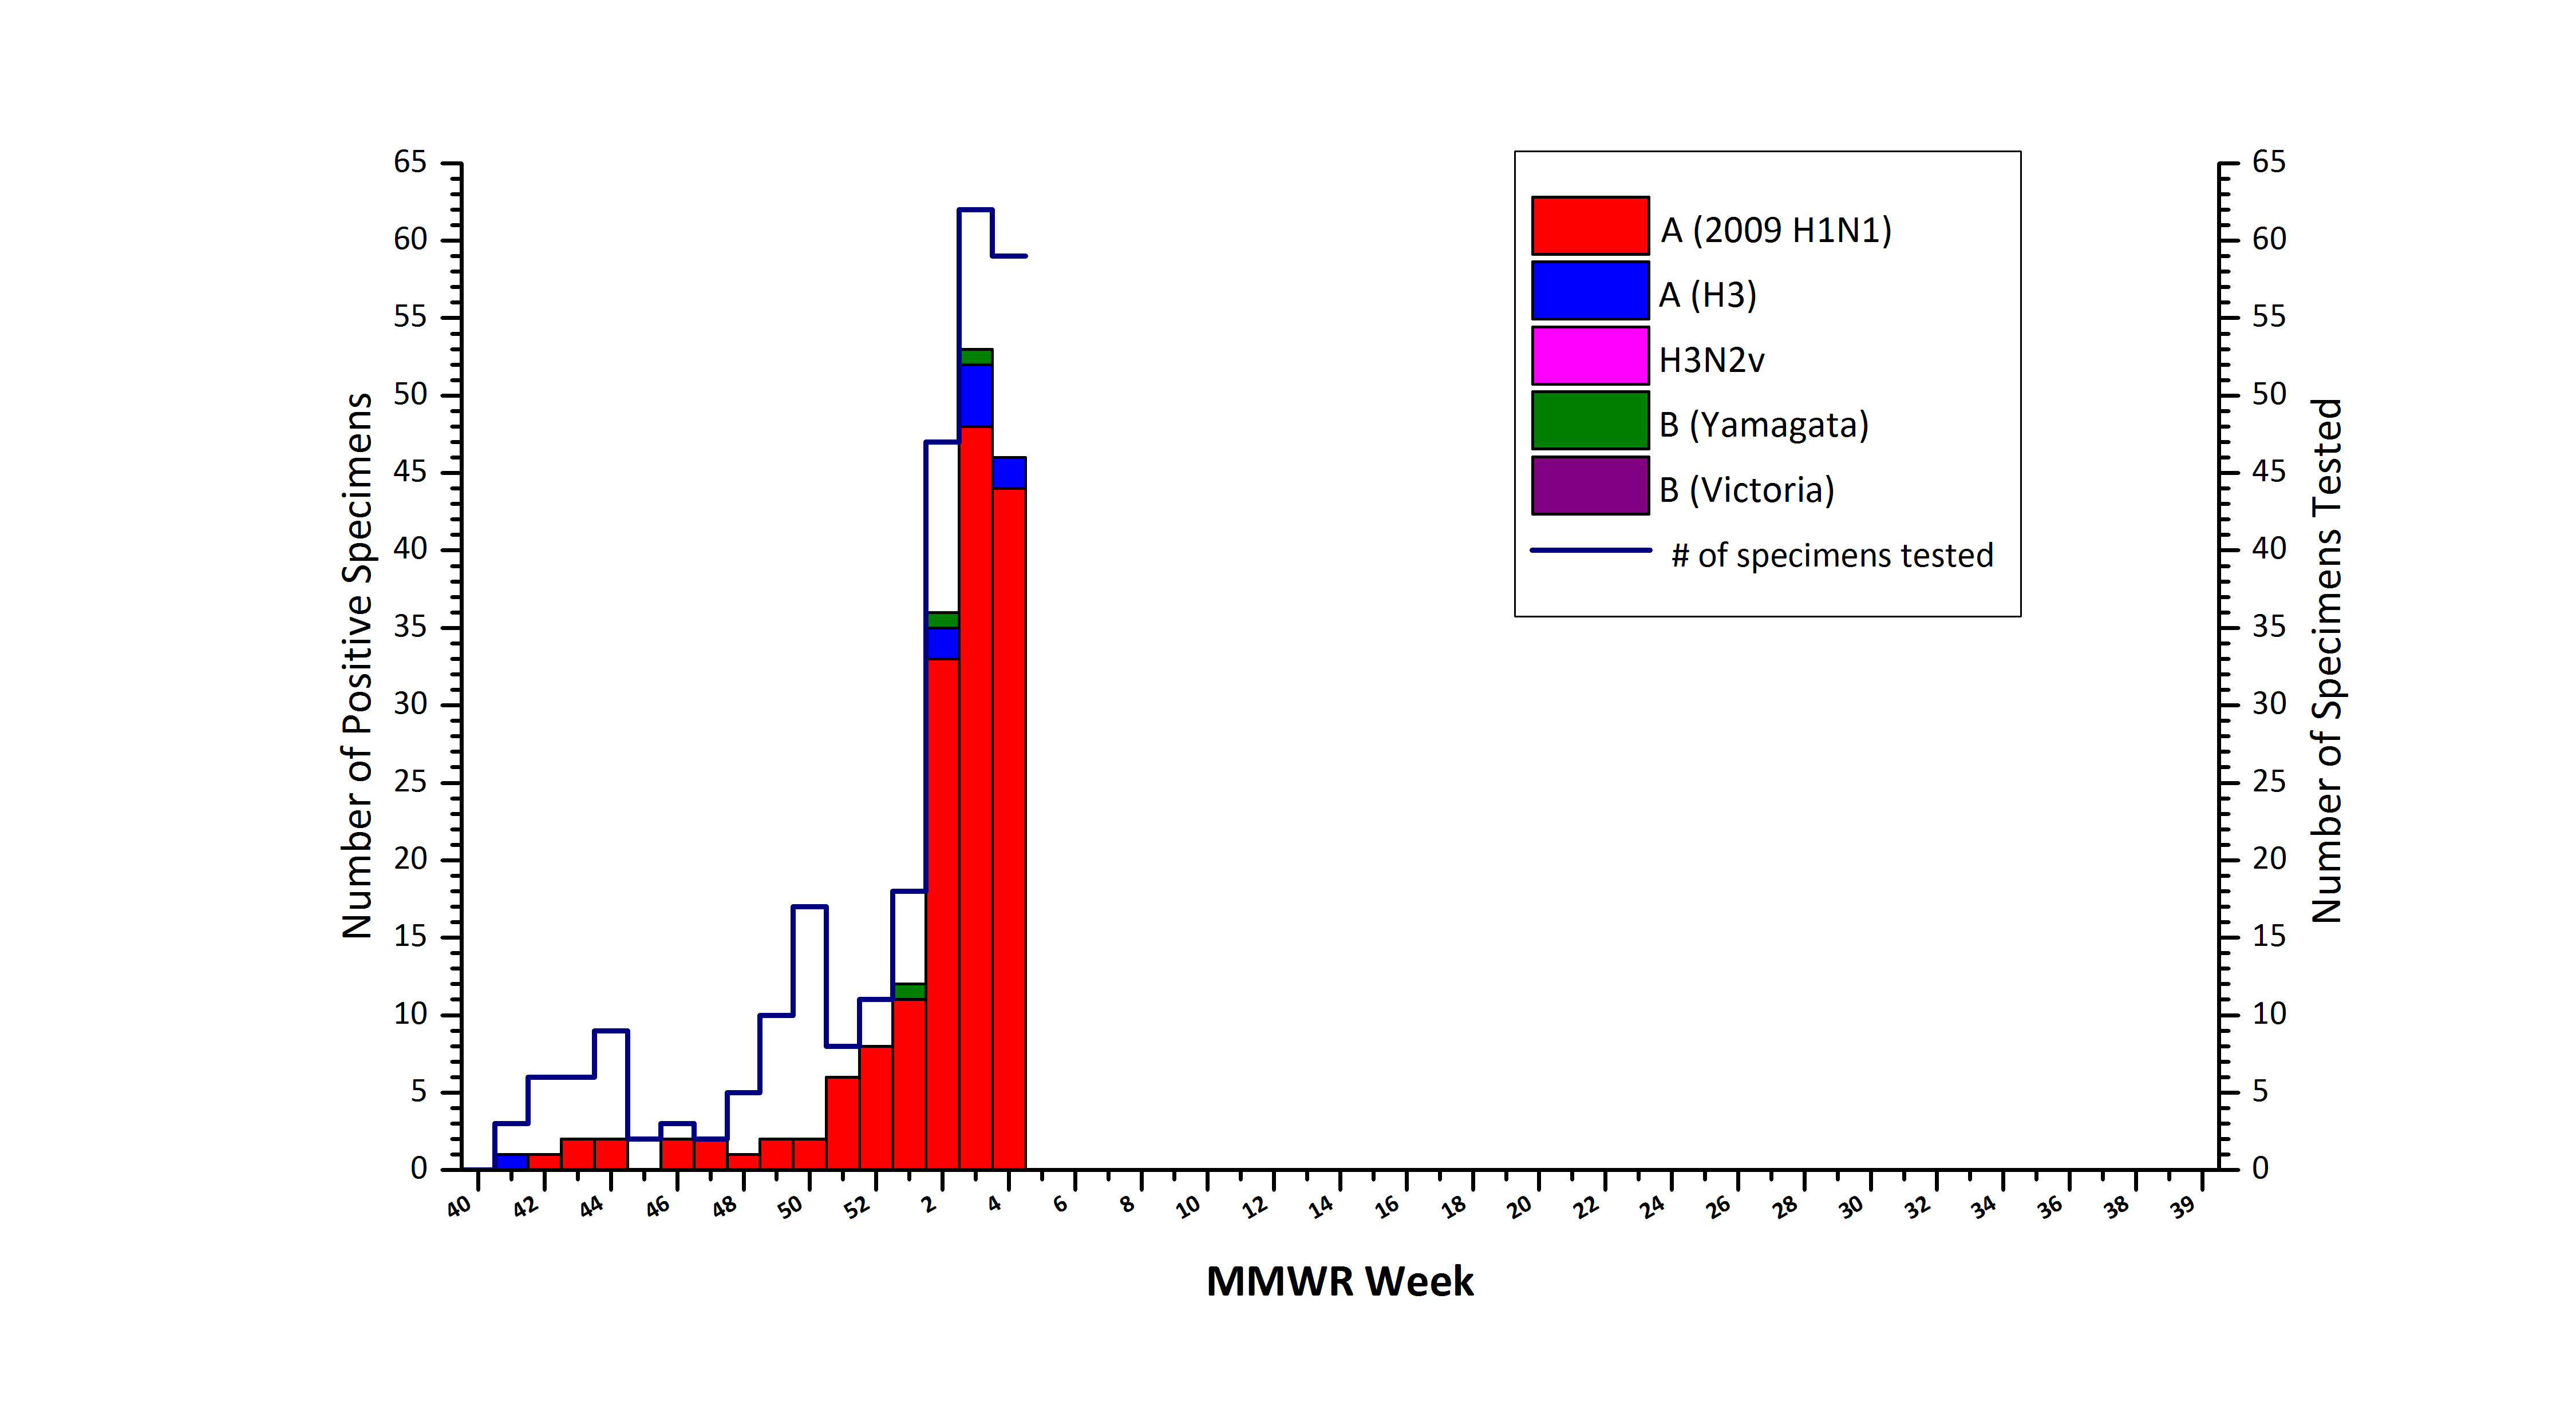 Number of Positive Specimens
65
60
55
50
45
40
35
30
25
20
15
10
5
0
A (2009 H1N1)
A (H3)
H3N2v
B (Yamagata)
B (Victoria)
# of specimens tested
65
60
55
50
45
40
35
30
25
20
15
10
5
0
Number of Specimens Tested
40 42 44 46 48 50 52 2 4 6 8 10 12 14 16 18 20 22 24 26 28 30 32 34 36 38 39
MMWR Week